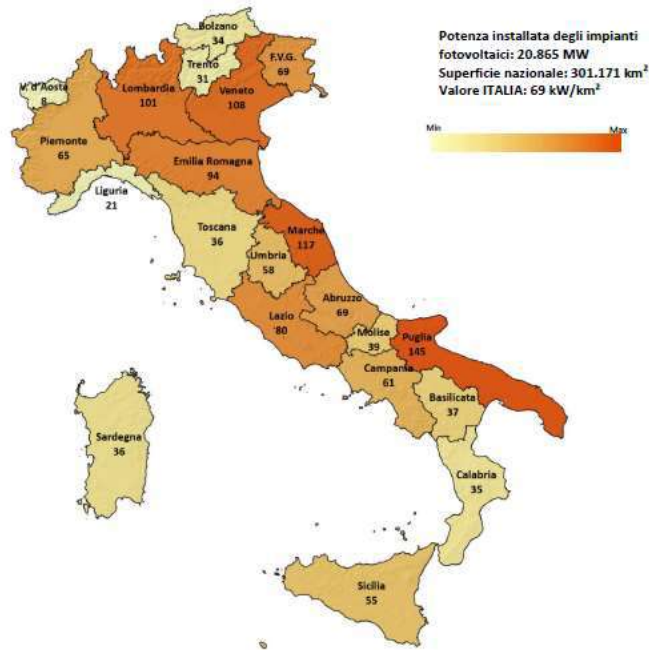 Potenza installata degli impianti
fotovoltaici: 20.865 MW
Superficie nazionale: 301.171 km²
Valore ITALIA: 69 kW/km²
Min
Max
Bolzano
34
Trento
31
F.V.G.
69
V. d'Aosta
8
Lombardia
101
Veneto
108
Piemonte
65
Emilia Romagna
94
Liguria
21
Toscana
36
Marche
117
Umbria
58
Lazio
80
Abruzzo
69
Molise
39
Puglia
145
Campania
61
Basilicata
37
Sardegna
36
Calabria
35
Sicilia
55